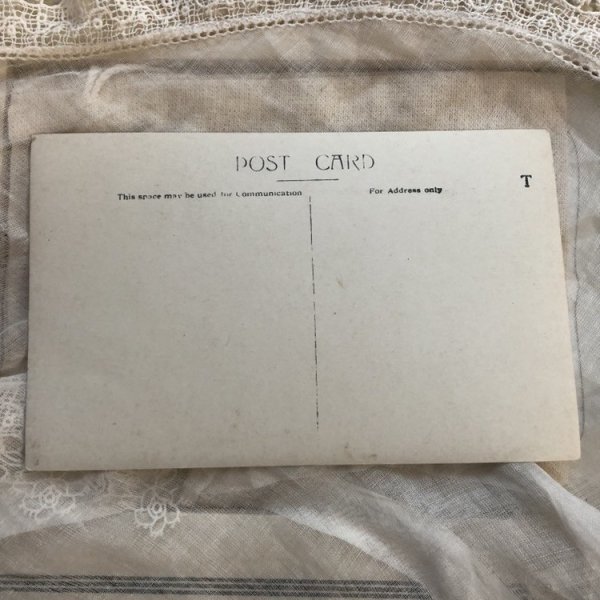 POST CARD
This space may be used for Communication
For Address only
T